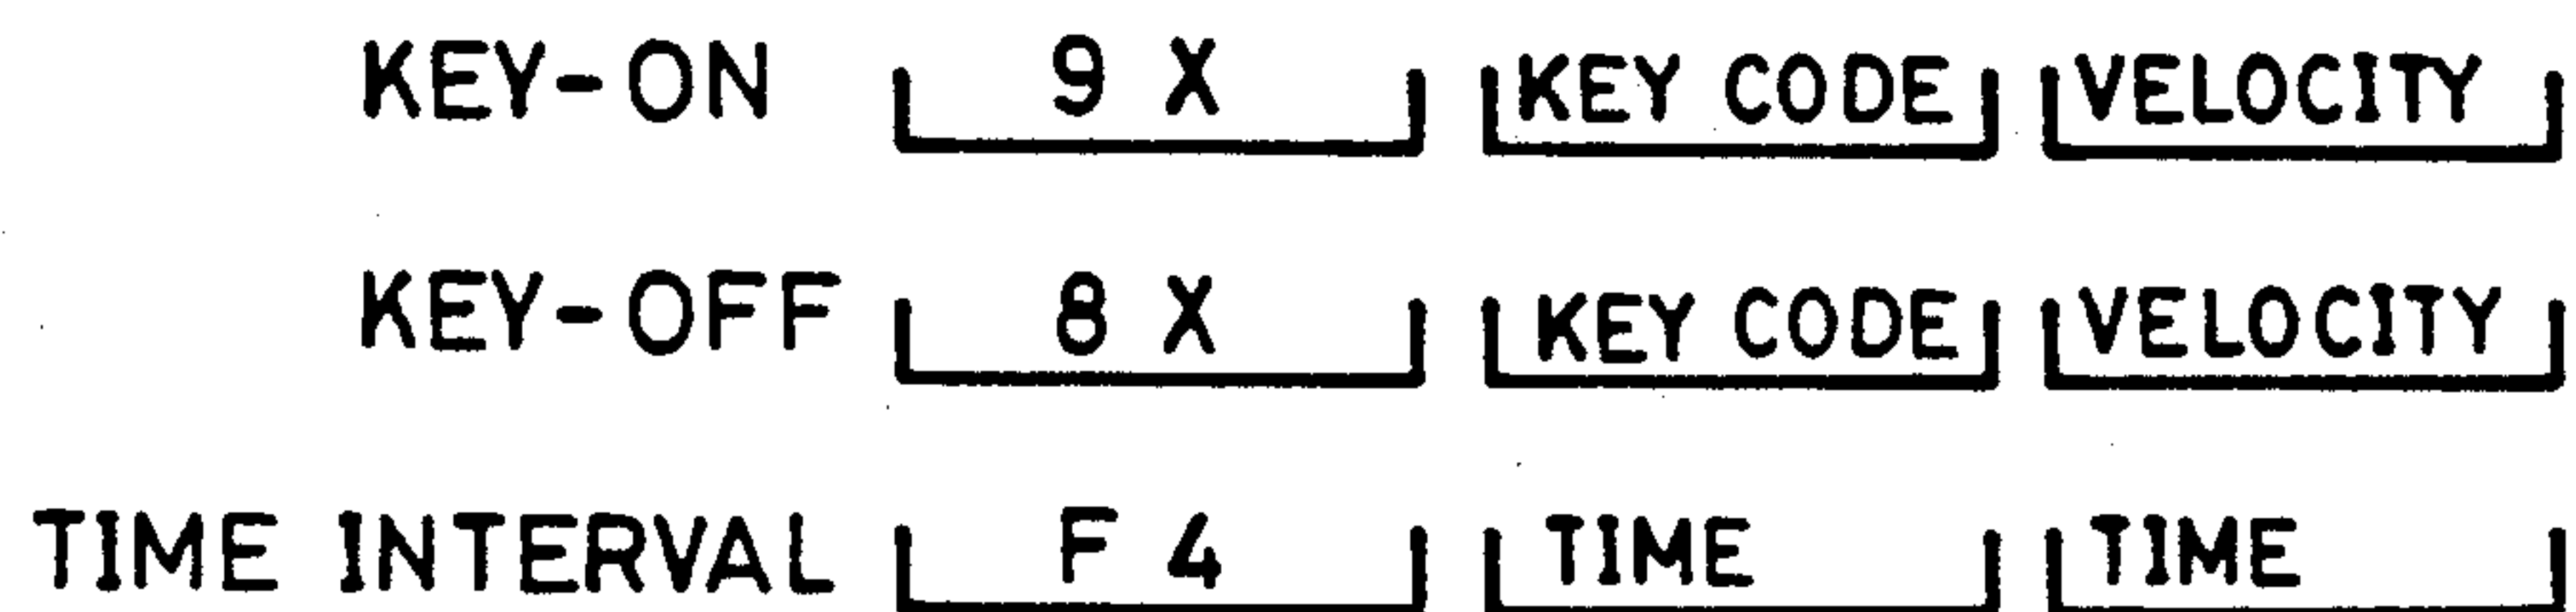 KEY-ON 9 X KEY CODE VELOCITY
KEY-OFF 8 X KEY CODE VELOCITY
TIME INTERVAL F 4 TIME TIME